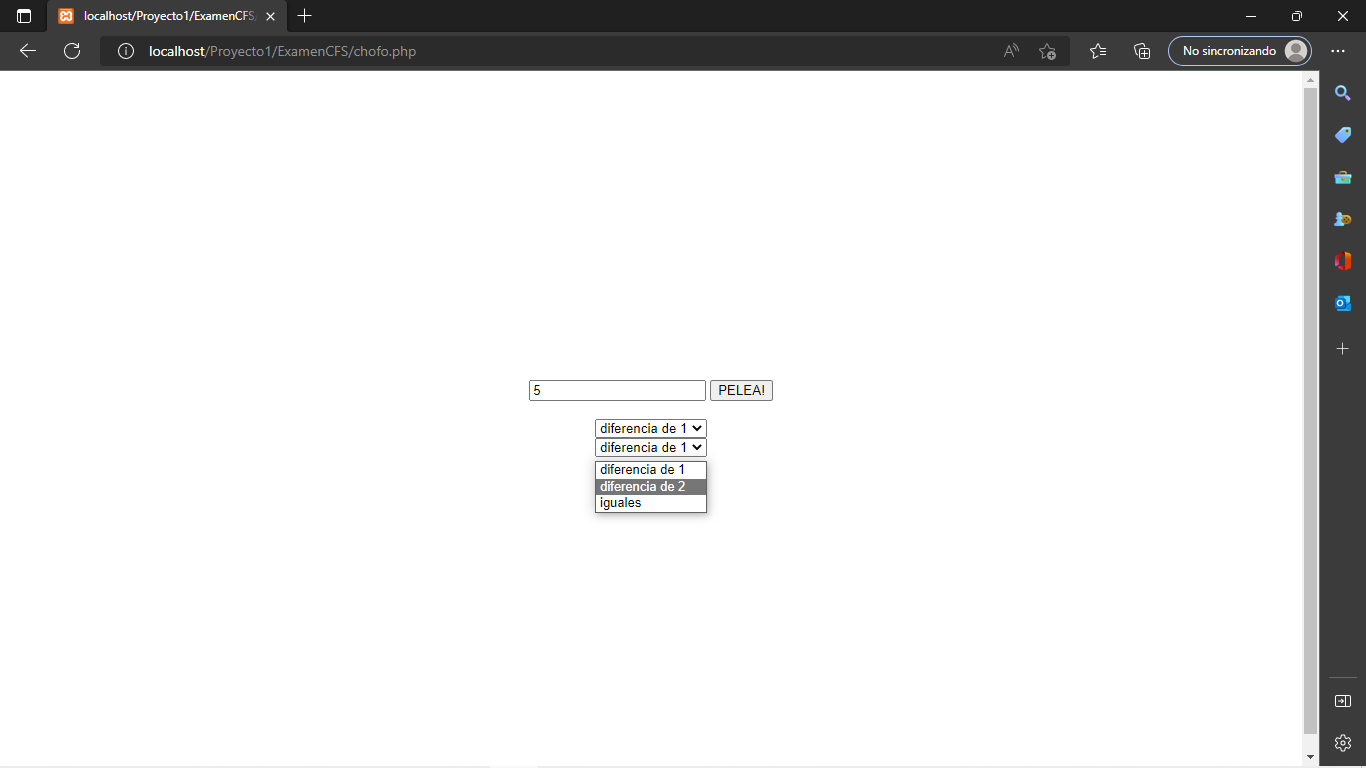 localhost/Proyecto1/ExamenCFS
localhost/Proyecto1/ExamenCFS/chofo.php
No sincronizando
5
PELEA!
diferencia de 1
diferencia de 1
diferencia de 1
diferencia de 2
iguales